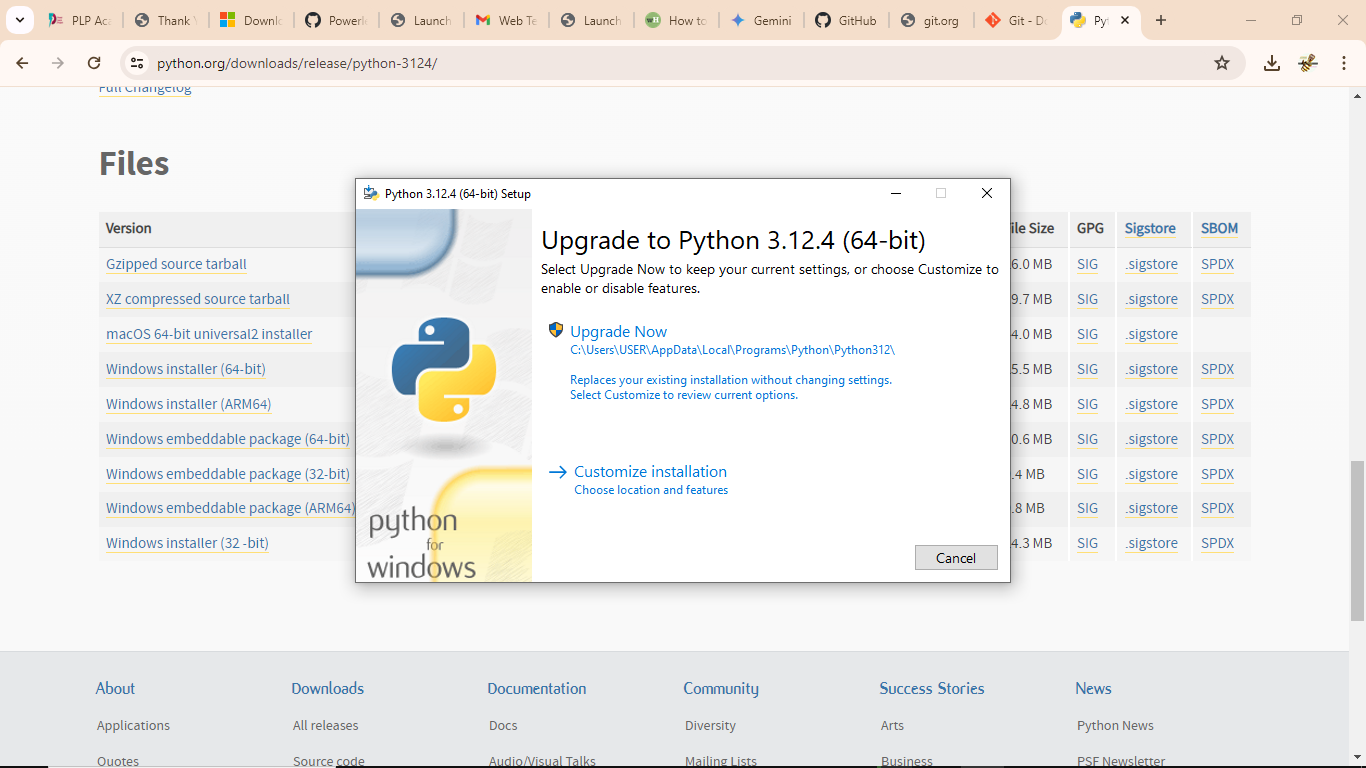 PLP Aca
Thank
Downlo
Powerle
Launch
Web Te
Launch
How to
Gemini
GitHub
git.org
Git - Do
Py
python.org/downloads/release/python-3124/
Full Changelog
Files
Python 3.12.4 (64-bit) Setup
Upgrade to Python 3.12.4 (64-bit)
Select Upgrade Now to keep your current settings, or choose Customize to
enable or disable features.
Upgrade Now
C:\Users\USER\AppData\Local\Programs\Python\Python312\
Replaces your existing installation without changing settings.
Select Customize to review current options.
Customize installation
Choose location and features
python
for
windows
Cancel
Version ile Size GPG Sigstore SBOM
Gzipped source tarball 6.0 MB SIG .sigstore SPDX
XZ compressed source tarball 9.7 MB SIG .sigstore SPDX
macOS 64-bit universal2 installer 4.0 MB SIG .sigstore
Windows installer (64-bit) 5.5 MB SIG .sigstore SPDX
Windows installer (ARM64) 4.8 MB SIG .sigstore SPDX
Windows embeddable package (64-bit) 0.6 MB SIG .sigstore SPDX
Windows embeddable package (32-bit) .4 MB SIG .sigstore SPDX
Windows embeddable package (ARM64) .8 MB SIG .sigstore SPDX
Windows installer (32 -bit) 4.3 MB SIG .sigstore SPDX
About Downloads Documentation Community Success Stories News
Applications All releases Docs Diversity Arts Python News
Quotes Source code Audio/Visual Talks Mailing Lists Business PSF Newsletter